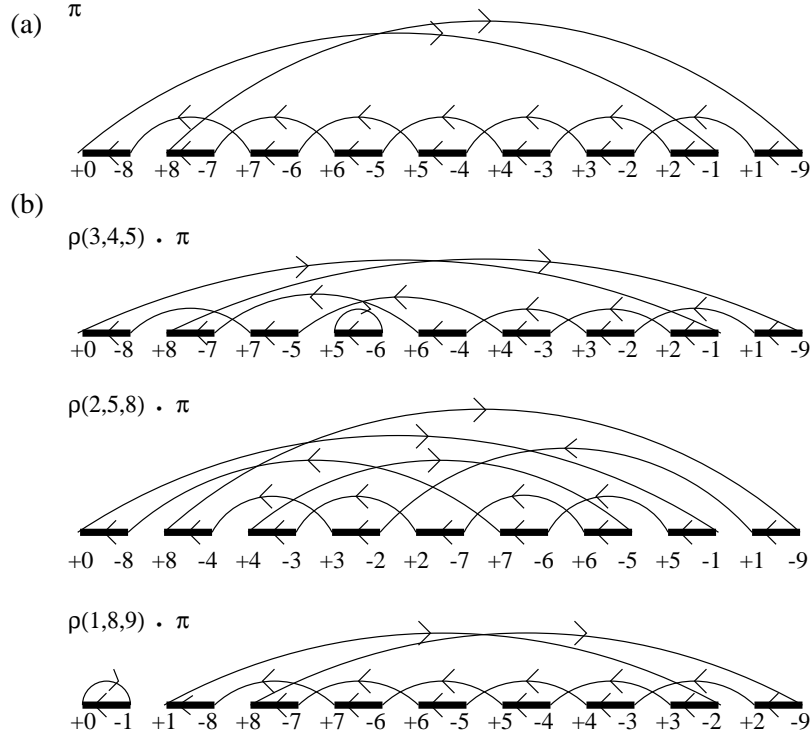 (a) π
+0 -8 +8 -7 +7 -6 +6 -5 +5 -4 +4 -3 +3 -2 +2 -1 +1 -9
(b)
ρ(3,4,5) · π
+0 -8 +8 -7 +7 -5 +5 -6 +6 -4 +4 -3 +3 -2 +2 -1 +1 -9
ρ(2,5,8) · π
+0 -8 +8 -4 +4 -3 +3 -2 +2 -7 +7 -6 +6 -5 +5 -1 +1 -9
ρ(1,8,9) · π
+0 -1 +1 -8 +8 -7 +7 -6 +6 -5 +5 -4 +4 -3 +3 -2 +2 -9